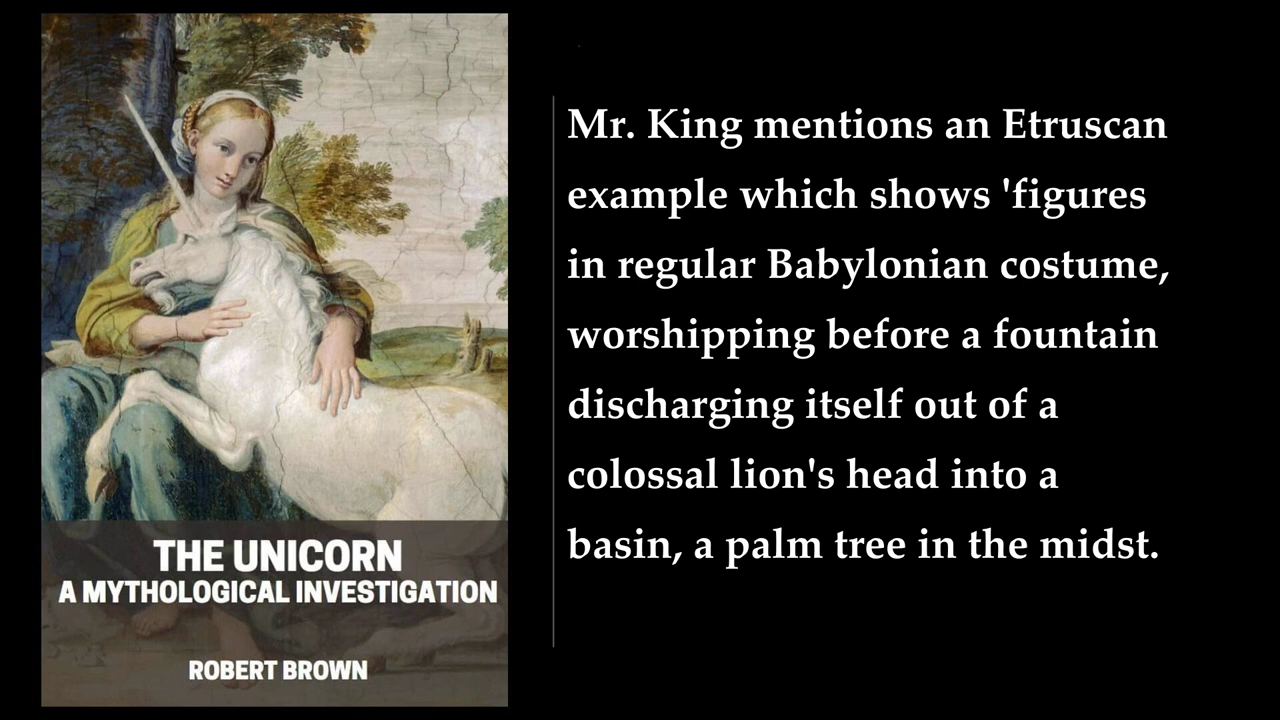 THE UNICORN
A MYTHOLOGICAL INVESTIGATION
ROBERT BROWN
Mr. King mentions an Etruscan
example which shows 'figures
in regular Babylonian costume,
worshipping before a fountain
discharging itself out of a
colossal lion's head into a
basin, a palm tree in the midst.